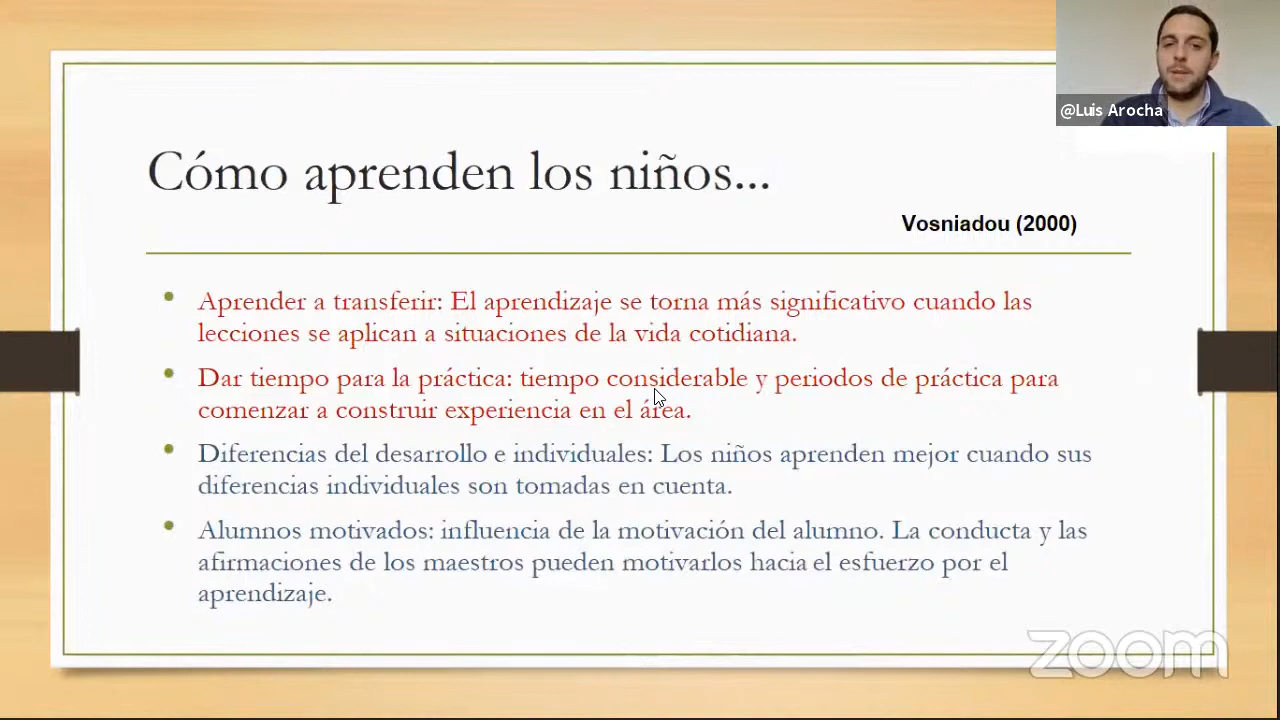 @Luis Arocha
Cómo aprenden los niños...
Vosniadou (2000)
• Aprender a transferir: El aprendizaje se torna más significativo cuando las
lecciones se aplican a situaciones de la vida cotidiana.
• Dar tiempo para la práctica: tiempo considerable y periodos de práctica para
comenzar a construir experiencia en el área.
• Diferencias del desarrollo e individuales: Los niños aprenden mejor cuando sus
diferencias individuales son tomadas en cuenta.
• Alumnos motivados: influencia de la motivación del alumno. La conducta y las
afirmaciones de los maestros pueden motivarlos hacia el esfuerzo por el
aprendizaje.
zoom